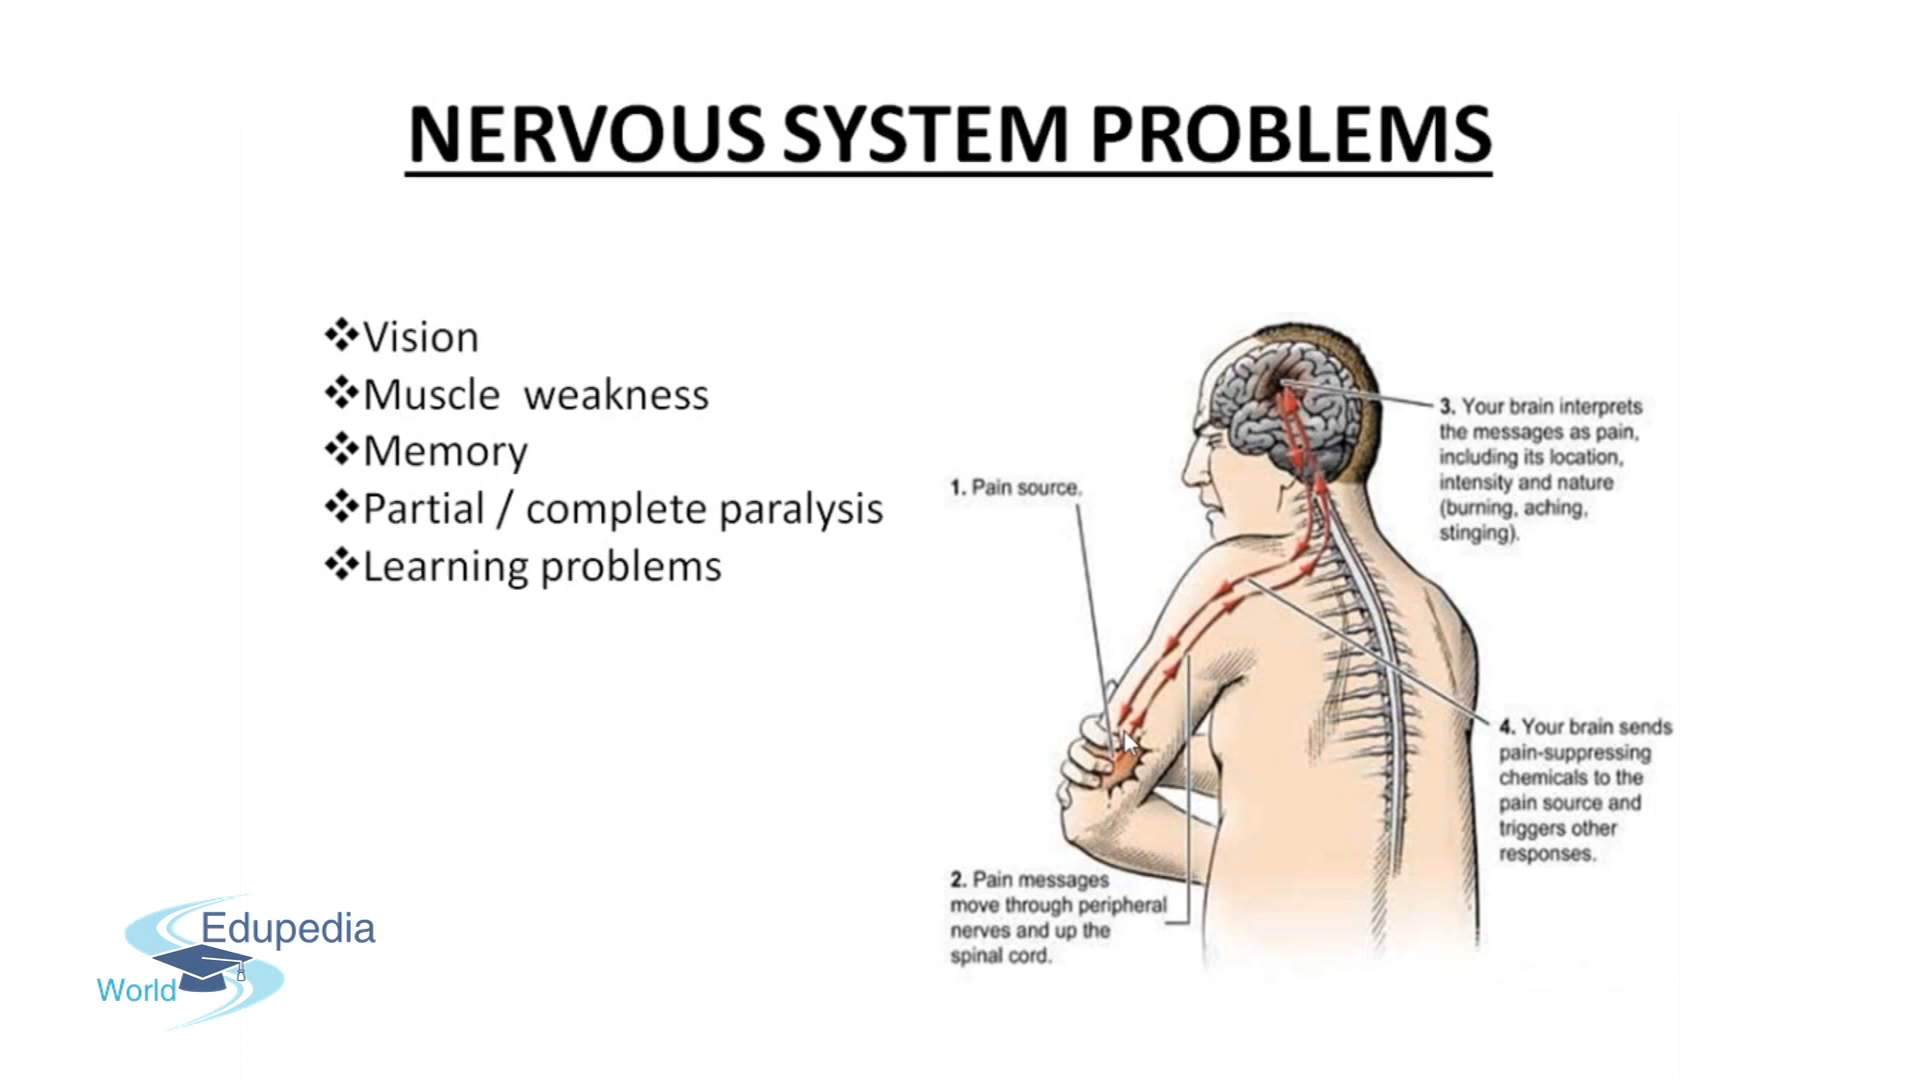 NERVOUS SYSTEM PROBLEMS
Vision
Muscle weakness
Memory
Partial / complete paralysis
Learning problems
1. Pain source.
2. Pain messages
move through peripheral
nerves and up the
spinal cord.
3. Your brain interprets
the messages as pain,
including its location,
intensity and nature
(burning, aching,
stinging).
4. Your brain sends
pain-suppressing
chemicals to the
pain source and
triggers other
responses.
Edupedia
World